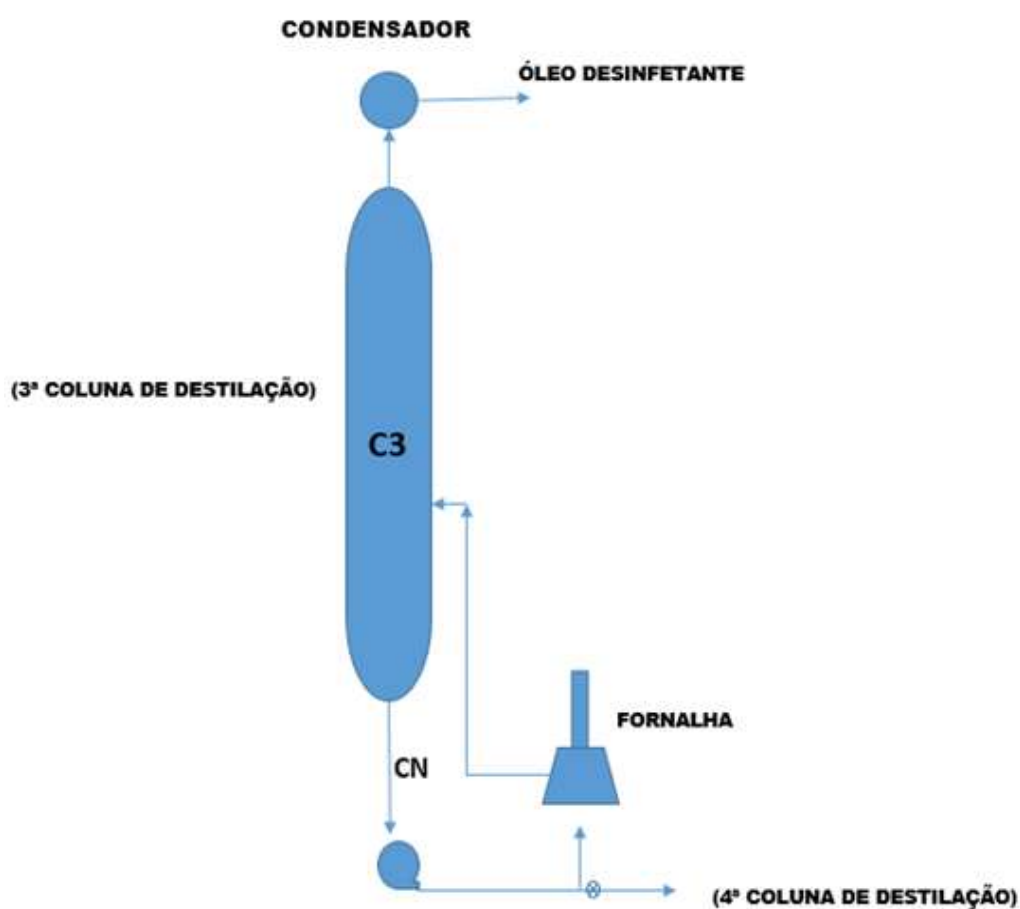 CONDENSADOR
ÓLEO DESINFETANTE
(3ª COLUNA DE DESTILAÇÃO)
C3
FORNALHA
CN
(4ª COLUNA DE DESTILAÇÃO)